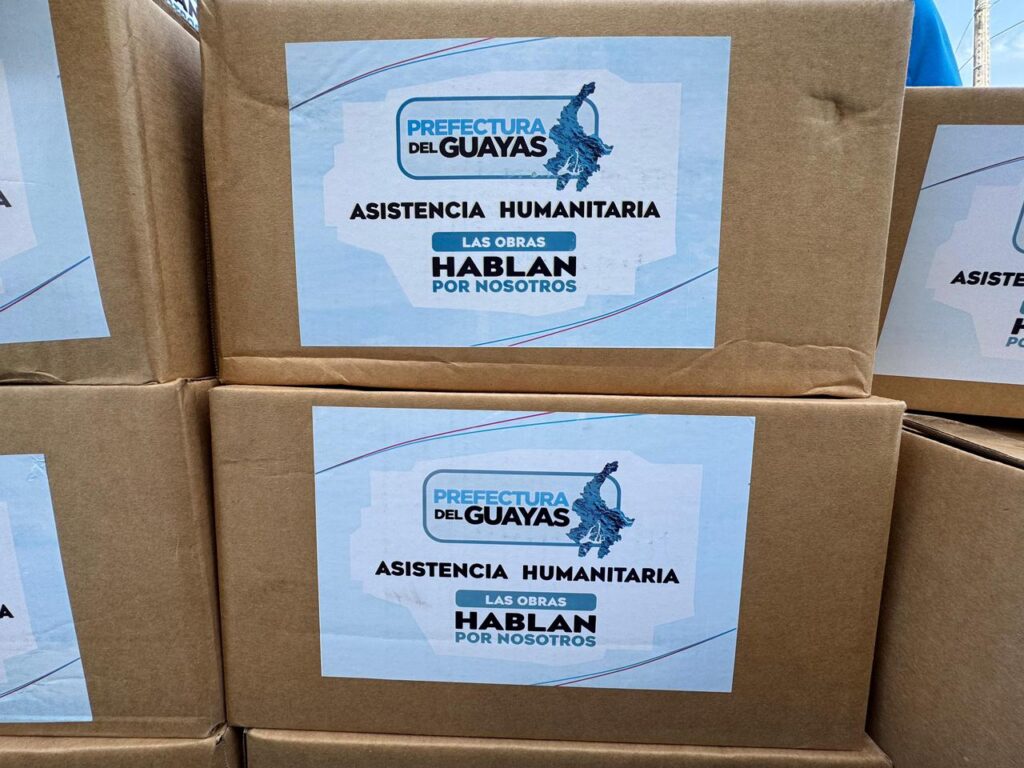 PREFECTURA
DEL GUAYAS
ASISTENCIA HUMANITARIA
LAS OBRAS
HABLAN
POR NOSOTROS
PREFECTURA
DEL GUAYAS
ASISTENCIA HUMANITARIA
LAS OBRAS
HABLAN
POR NOSOTROS